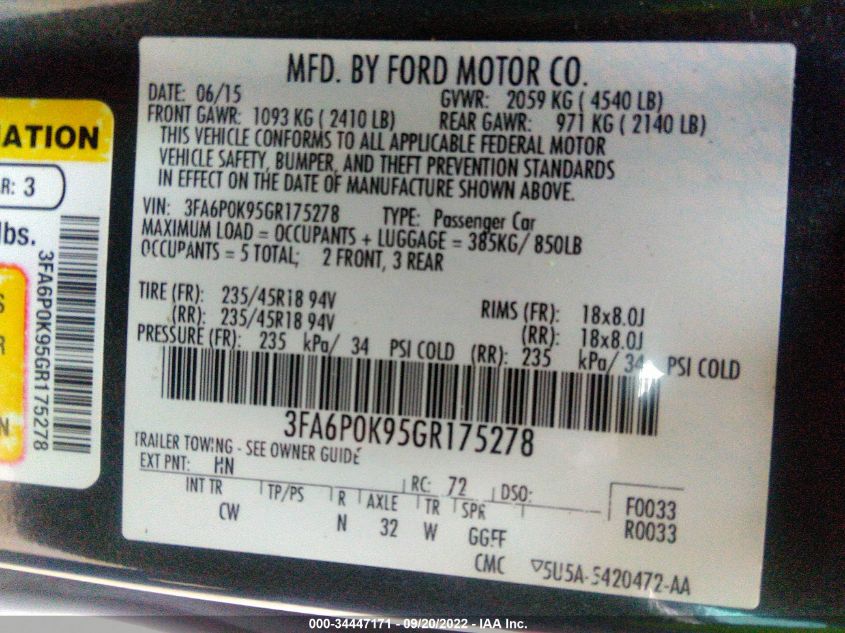 MFD. BY FORD MOTOR CO.
DATE: 06/15 GVWR: 2059 KG ( 4540 LB)
FRONT GAWR: 1093 KG ( 2410 LB) REAR GAWR: 971 KG ( 2140 LB)
THIS VEHICLE CONFORMS TO ALL APPLICABLE FEDERAL MOTOR
VEHICLE SAFETY, BUMPER, AND THEFT PREVENTION STANDARDS
IN EFFECT ON THE DATE OF MANUFACTURE SHOWN ABOVE.
VIN: 3FA6P0K95GR175278 TYPE: Passenger Car
MAXIMUM LOAD = OCCUPANTS + LUGGAGE = 385KG/ 850LB
OCCUPANTS = 5 TOTAL; 2 FRONT, 3 REAR
TIRE (FR): 235/45R18 94V RIMS (FR): 18x8.0J
(RR): 235/45R18 94V (RR): 18x8.0J
PRESSURE (FR): 235 kPa/ 34 PSI COLD (RR): 235 kPa/ 34 PSI COLD
3FA6P0K95GR175278
TRAILER TOWING - SEE OWNER GUIDE
EXT PNT: HN RC: 72 DSO: F0033
INT TR TP/PS R AXLE TR SPR R0033
CW N 32 W GGFF
CMC ▽5U5A-5420472-AA
ATION
R: 3
lbs.
3FA6P0K95GR175278
S
R
N
000-34447171 - 09/20/2022 - IAA Inc.